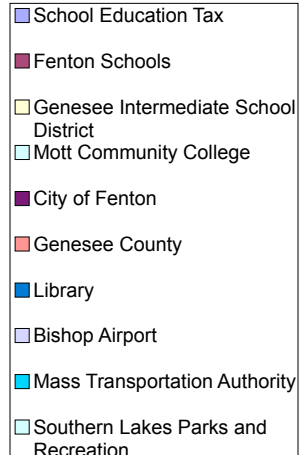 School Education Tax
Fenton Schools
Genesee Intermediate School
District
Mott Community College
City of Fenton
Genesee County
Library
Bishop Airport
Mass Transportation Authority
Southern Lakes Parks and
Recreation